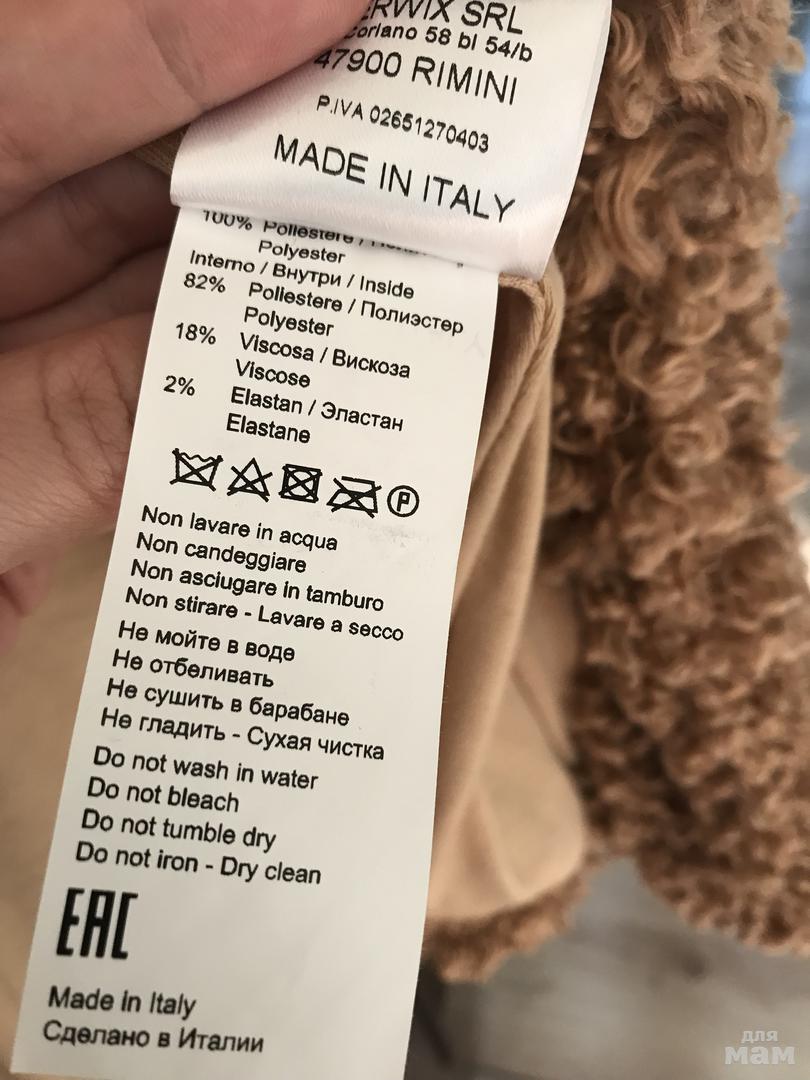 ERWIX SRL
Coriano 58 bl 54/b
47900 RIMINI
P.IVA 02651270403
MADE IN ITALY
100% Poliestere /
Polyester
Interno / Внутри / Inside
82% Poliestere / Полиэстер
Polyester
18% Viscosa / Вискоза
Viscose
2% Elastan / Эластан
Elastane
P
Non lavare in acqua
Non candeggiare
Non asciugare in tamburo
Non stirare - Lavare a secco
Не мойте в воде
Не отбеливать
Не сушить в барабане
Не гладить - Сухая чистка
Do not wash in water
Do not bleach
Do not tumble dry
Do not iron - Dry clean
EAC
Made in Italy
Сделано в Италии
для
мам